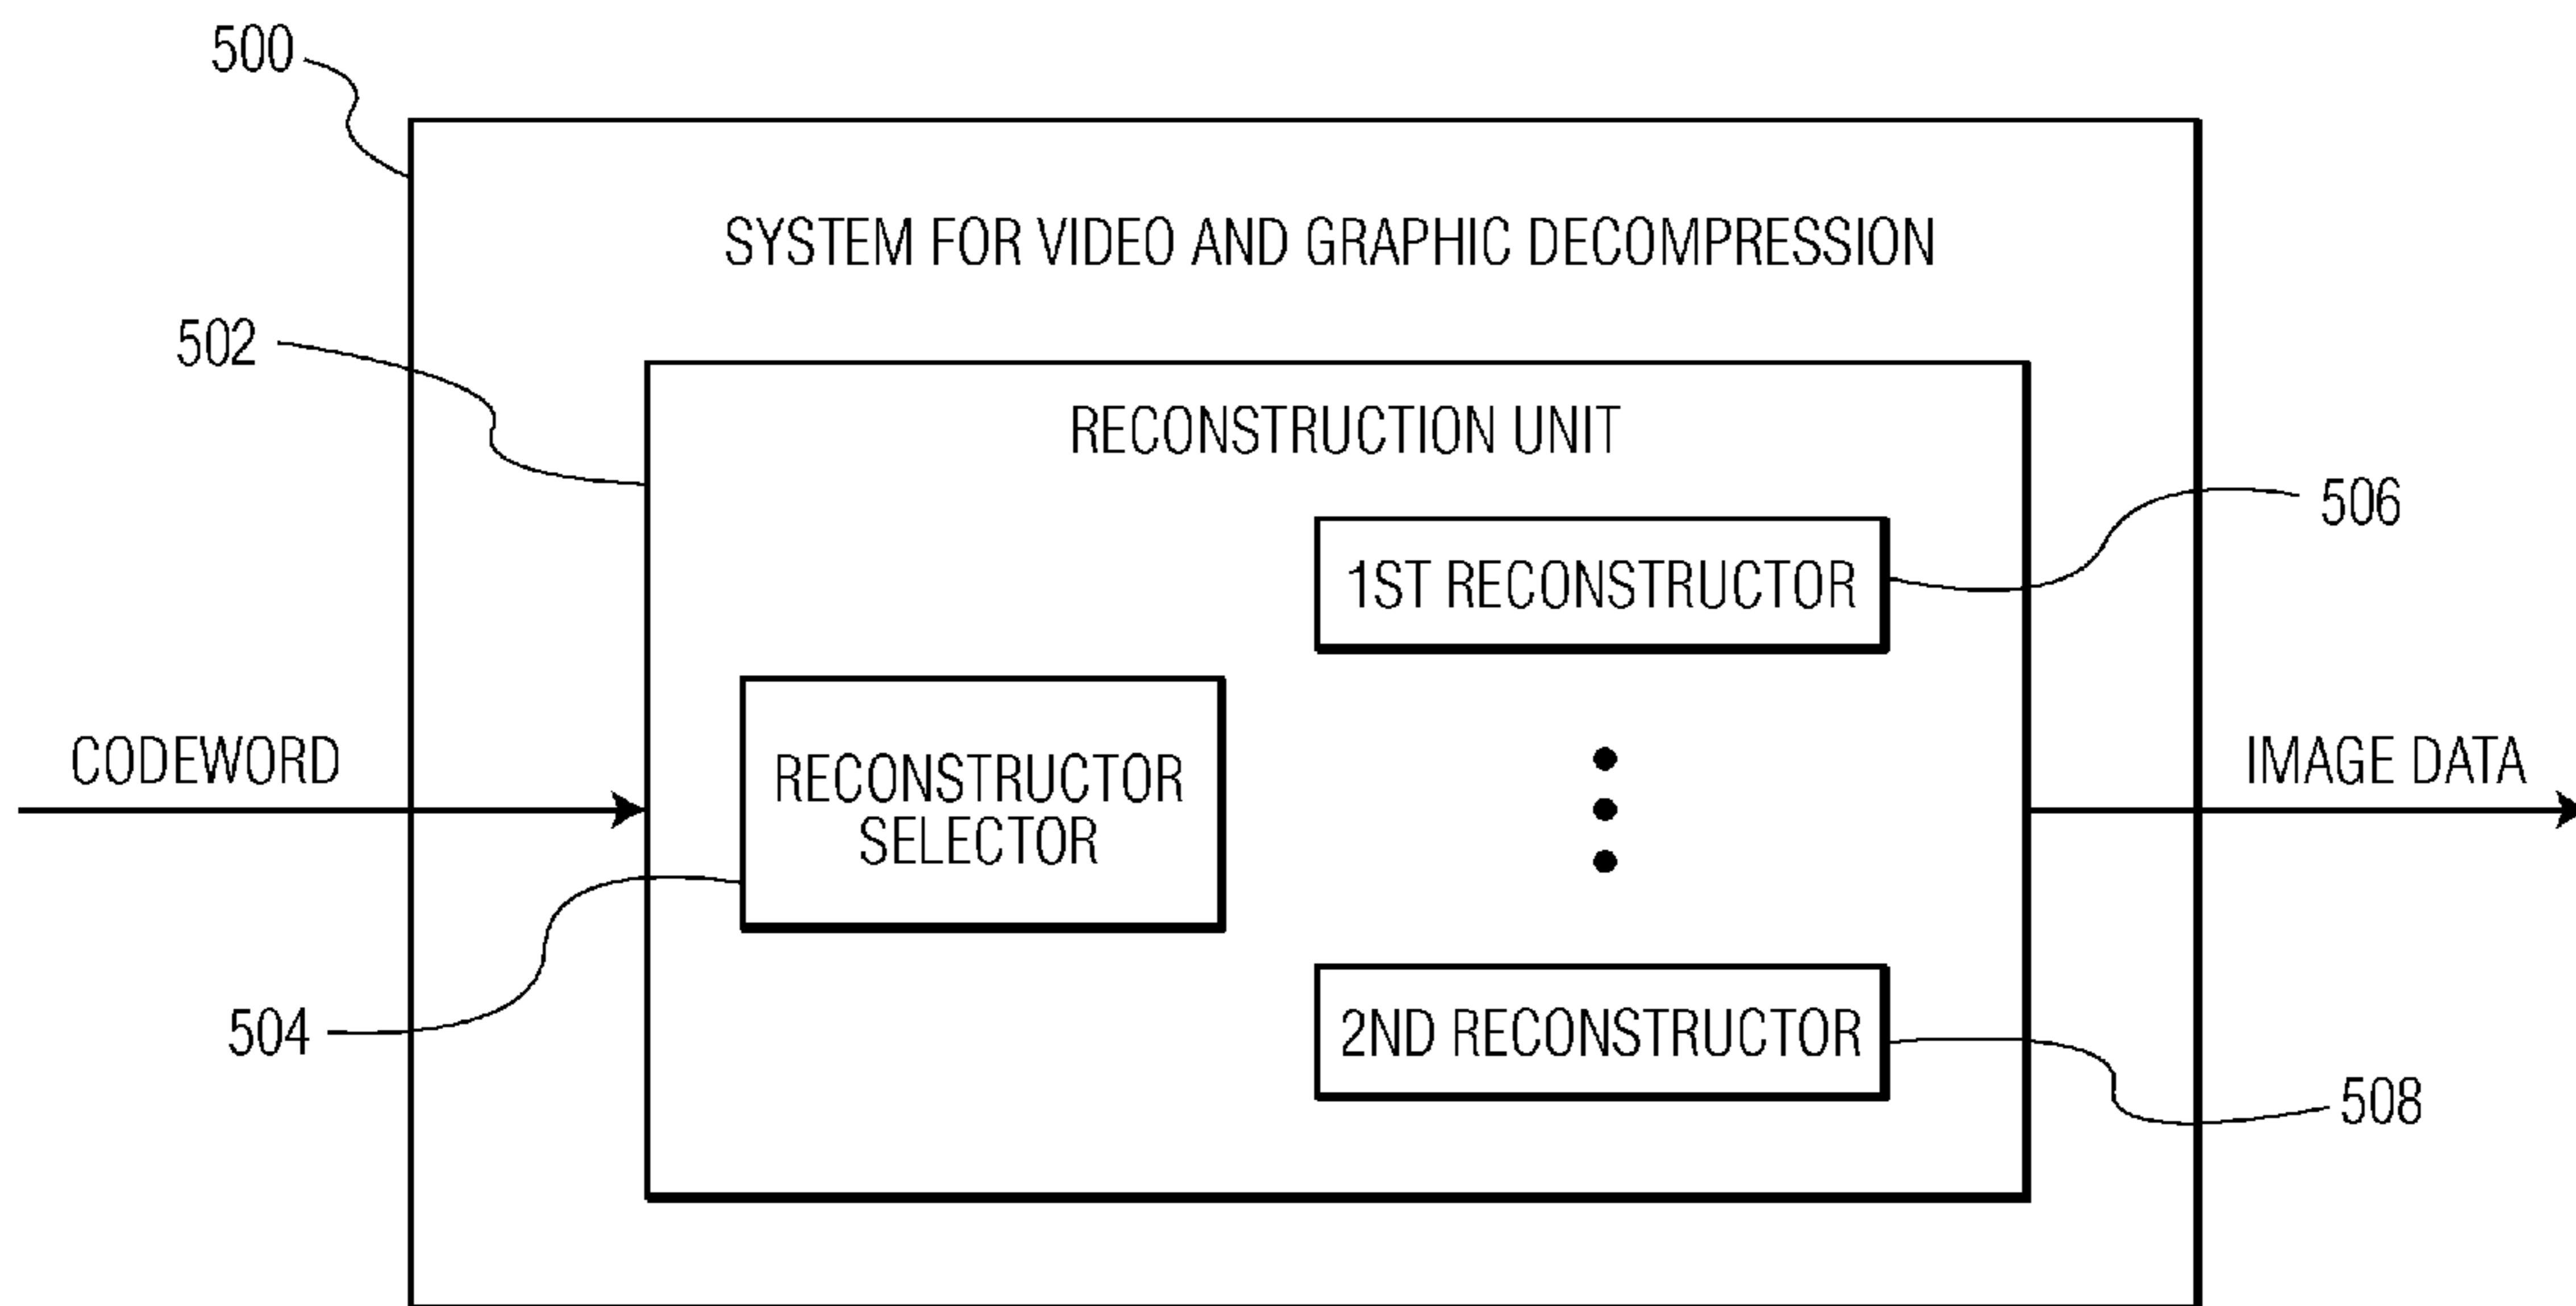 500
SYSTEM FOR VIDEO AND GRAPHIC DECOMPRESSION
502
RECONSTRUCTION UNIT
506
1ST RECONSTRUCTOR
CODEWORD
RECONSTRUCTOR
SELECTOR
IMAGE DATA
504
2ND RECONSTRUCTOR
508